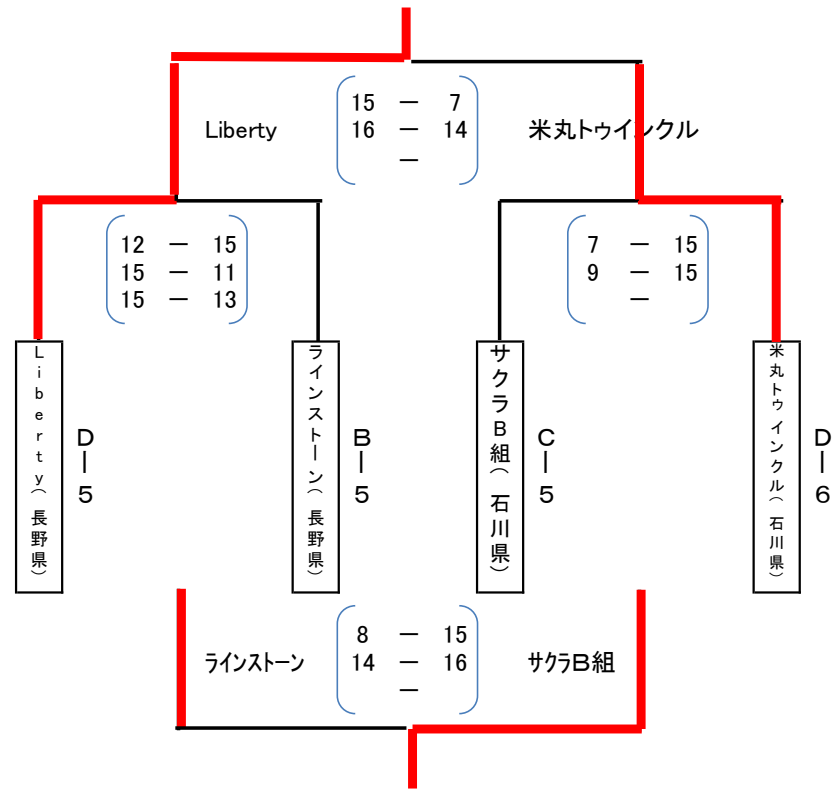 Liberty
15 － 7
16 － 14
－
米丸トゥインクル
12 － 15
15 － 11
15 － 13
7 － 15
9 － 15
－
Liberty（長野県）
D－5
ラインストーン（長野県）
B－5
サクラB組（石川県）
C－5
米丸トゥインクル（石川県）
D－6
ラインストーン
8 － 15
14 － 16
－
サクラB組